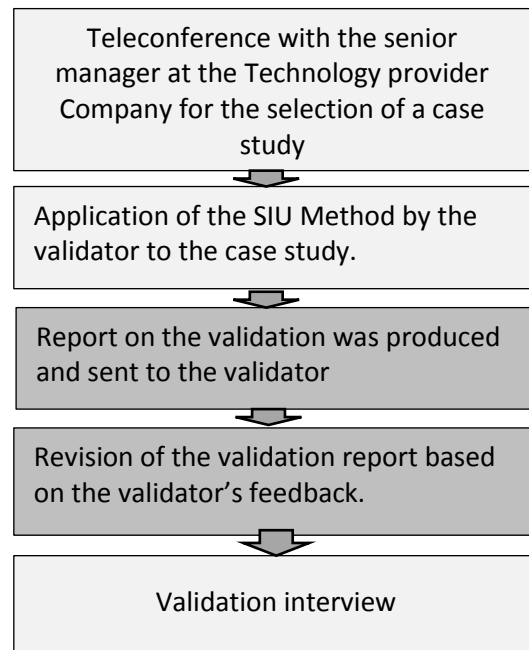 Teleconference with the senior
manager at the Technology provider
Company for the selection of a case
study
Application of the SIU Method by the
validator to the case study.
Report on the validation was produced
and sent to the validator
Revision of the validation report based
on the validator’s feedback.
Validation interview